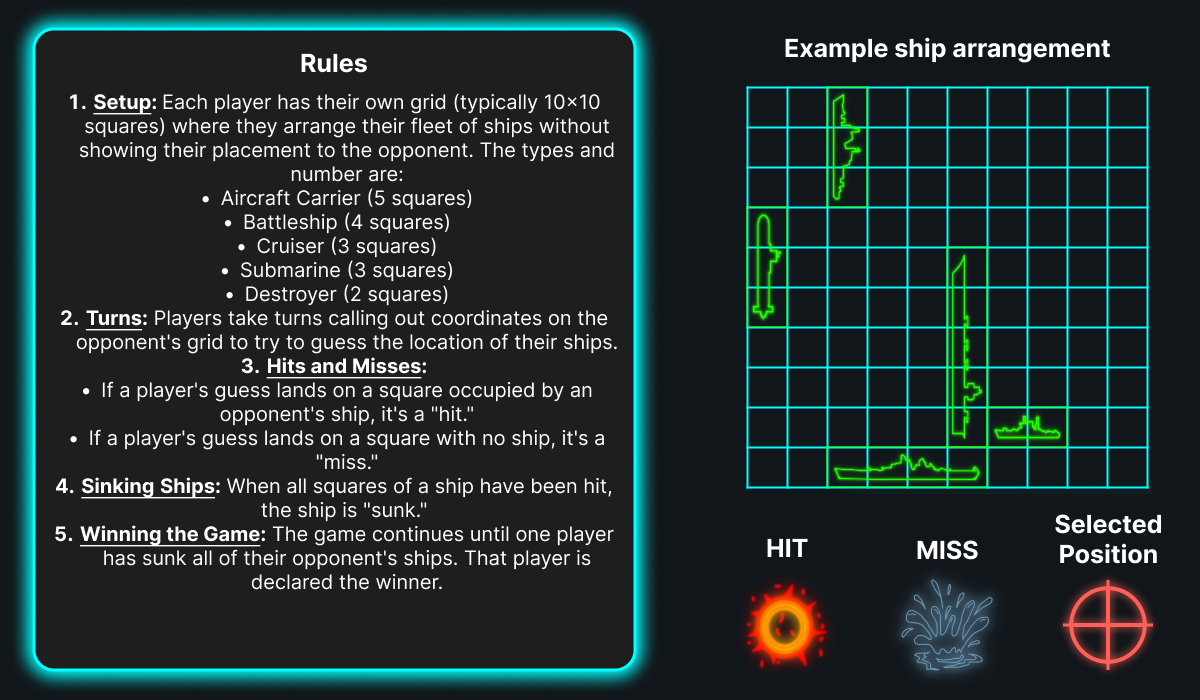 Rules
1. Setup: Each player has their own grid (typically 10×10
squares) where they arrange their fleet of ships without
showing their placement to the opponent. The types and
number are:
• Aircraft Carrier (5 squares)
• Battleship (4 squares)
• Cruiser (3 squares)
• Submarine (3 squares)
• Destroyer (2 squares)
2. Turns: Players take turns calling out coordinates on the
opponent's grid to try to guess the location of their ships.
3. Hits and Misses:
• If a player's guess lands on a square occupied by an
opponent's ship, it's a "hit."
• If a player's guess lands on a square with no ship, it's a
"miss."
4. Sinking Ships: When all squares of a ship have been hit,
the ship is "sunk."
5. Winning the Game: The game continues until one player
has sunk all of their opponent's ships. That player is
declared the winner.
Example ship arrangement
HIT
MISS
Selected
Position